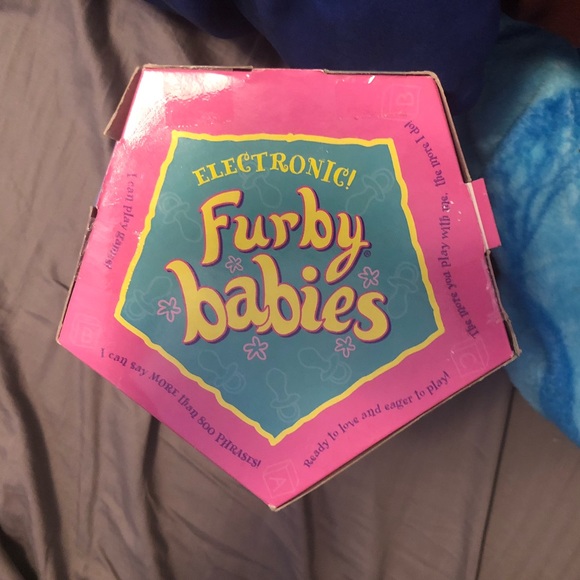 ELECTRONIC!
Furby
babies
I can play games!
The more you play with me, the more I do!
I can say MORE than 800 PHRASES!
Ready to love and eager to play!
A